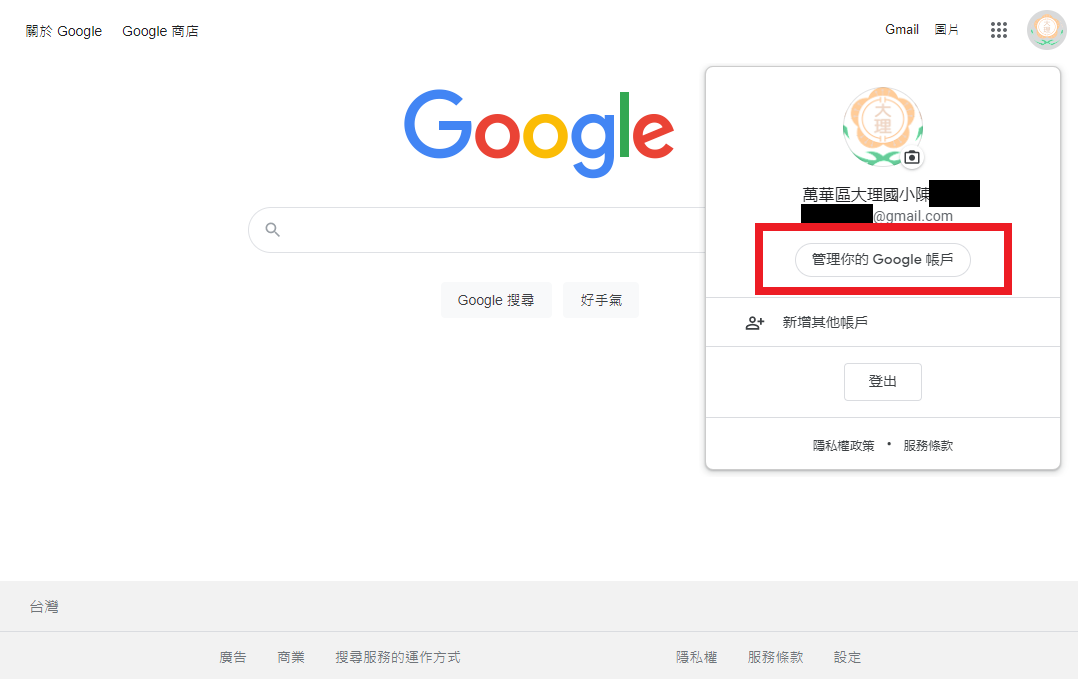 關於 Google Google 商店
Gmail 圖片
Google
大理
萬華區大理國小陳
@gmail.com
管理你的 Google 帳戶
新增其他帳戶
登出
隱私權政策 • 服務條款
Google 搜尋 好手氣
台灣
廣告 商業 搜尋服務的運作方式 隱私權 服務條款 設定